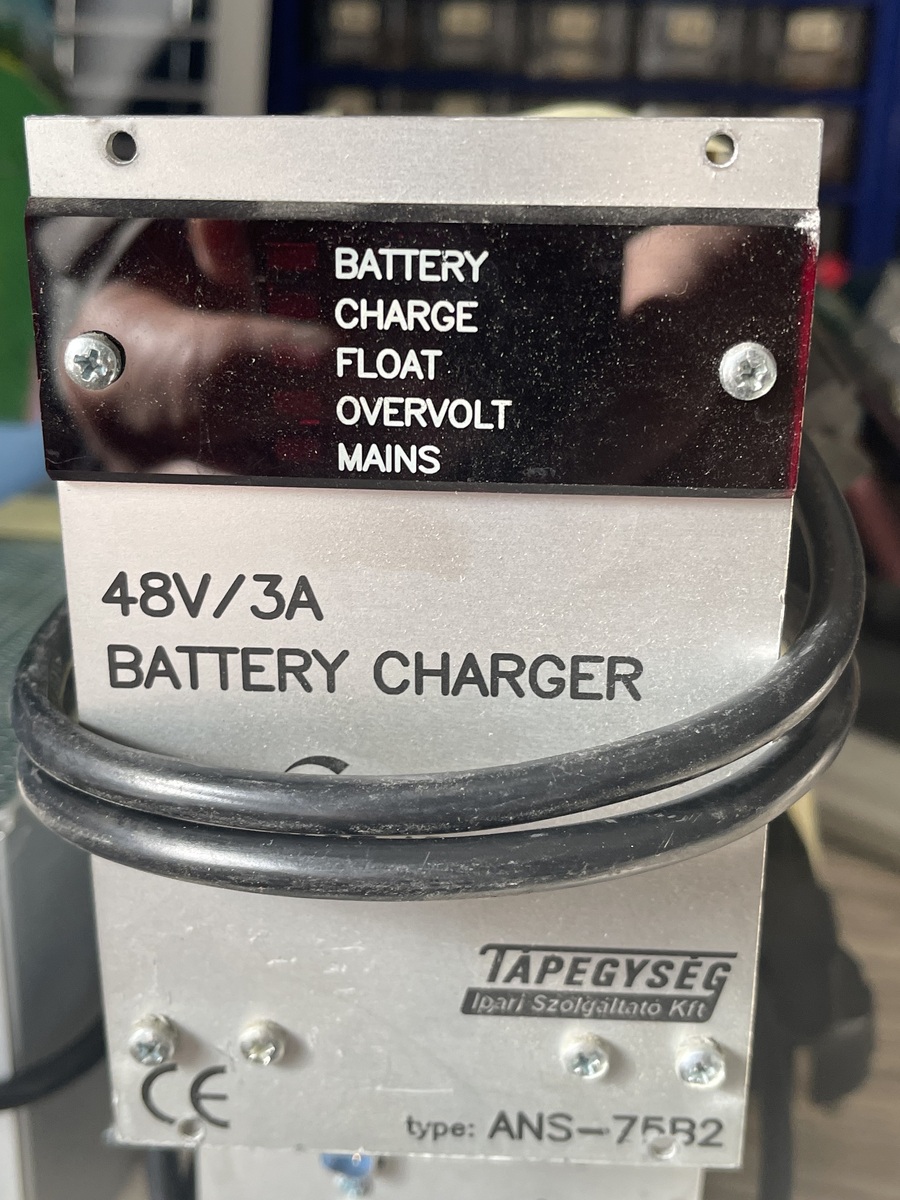 BATTERY
CHARGE
FLOAT
OVERVOLT
MAINS
48V/3A
BATTERY CHARGER
TÁPEGYSÉG
Ipari Szolgáltató Kft
CE
type: ANS-75B2